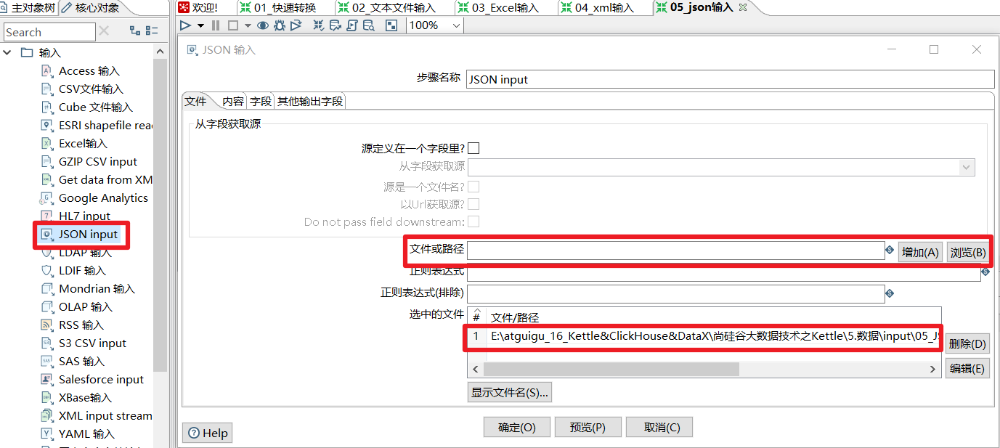 主对象树 核心对象
欢迎! 01_快速转换 02_文本文件输入 03_Excel输入 04_xml输入 05_json输入
Search
100%
输入
Access 输入
CSV文件输入
Cube 文件输入
ESRI shapefile rea
Excel输入
GZIP CSV input
Get data from XM
Google Analytics
HL7 input
JSON input
LDAP 输入
LDIF 输入
Mondrian 输入
OLAP 输入
RSS 输入
S3 CSV input
SAS 输入
Salesforce input
XBase输入
XML input stream
YAML 输入
JSON 输入
步骤名称 JSON input
文件 内容 字段 其他输出字段
从字段获取源
源定义在一个字段里?
从字段获取源
源是一个文件名?
以Url获取源?
Do not pass field downstream:
文件或路径 增加(A) 浏览(B)
正则表达式
正则表达式(排除)
选中的文件 # 文件/路径
1 E:\atguigu_16_Kettle&ClickHouse&DataX\尚硅谷大数据技术之Kettle\5.数据\input\05_JS
删除(D)
编辑(E)
显示文件名(S)...
Help 确定(O) 预览(P) 取消(C)